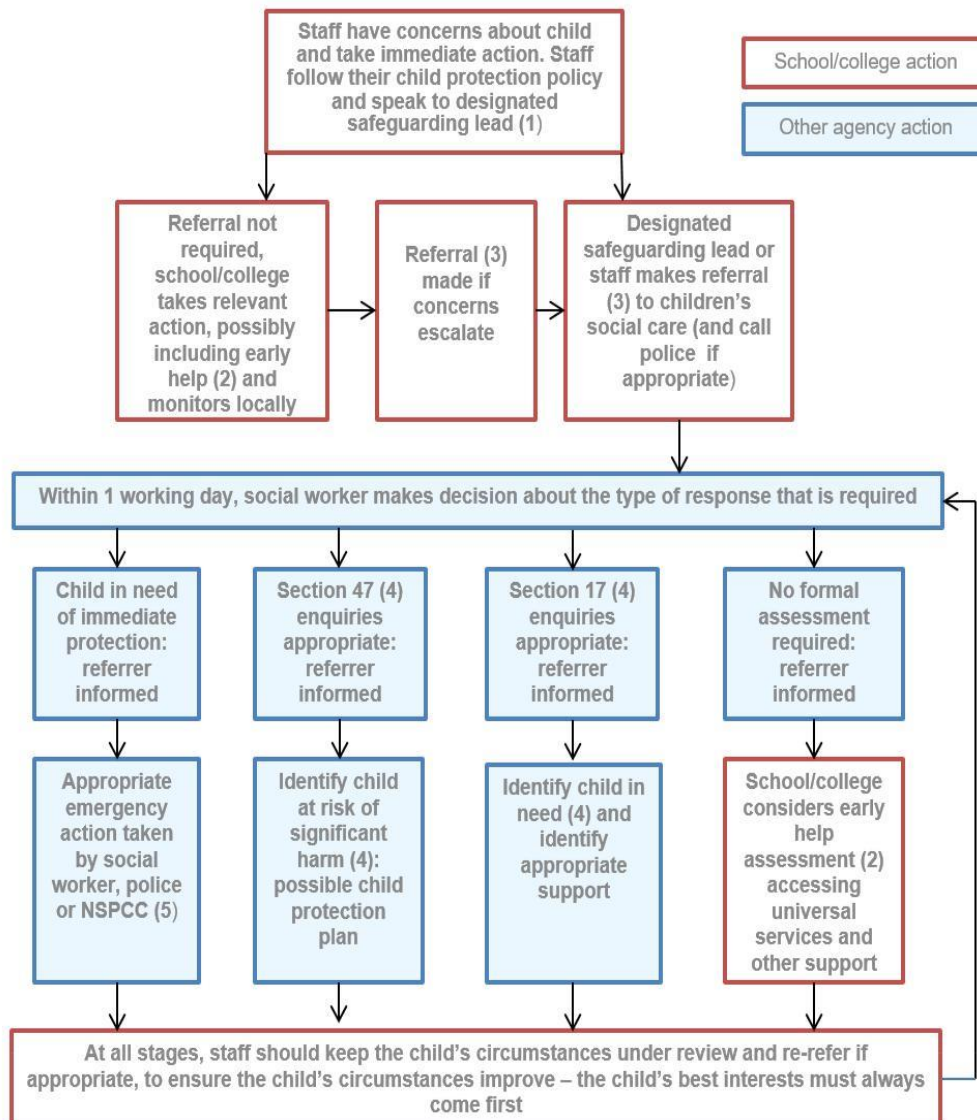 Staff have concerns about child
and take immediate action. Staff
follow their child protection policy
and speak to designated
safeguarding lead (1)
School/college action
Other agency action
Referral not
required,
school/college
takes relevant
action, possibly
including early
help (2) and
monitors locally
Referral (3)
made if
concerns
escalate
Designated
safeguarding lead or
staff makes referral
(3) to children's
social care (and call
police if
appropriate)
Within 1 working day, social worker makes decision about the type of response that is required
Child in need
of immediate
protection:
referrer
informed
Section 47 (4)
enquiries
appropriate:
referrer
informed
Section 17 (4)
enquiries
appropriate:
referrer
informed
No formal
assessment
required:
referrer
informed
Appropriate
emergency
action taken
by social
worker, police
or NSPCC (5)
Identify child
at risk of
significant
harm (4):
possible child
protection
plan
Identify child in
need (4) and
identify
appropriate
support
School/college
considers early
help
assessment (2)
accessing
universal
services and
other support
At all stages, staff should keep the child's circumstances under review and re-refer if
appropriate, to ensure the child's circumstances improve – the child's best interests must always
come first